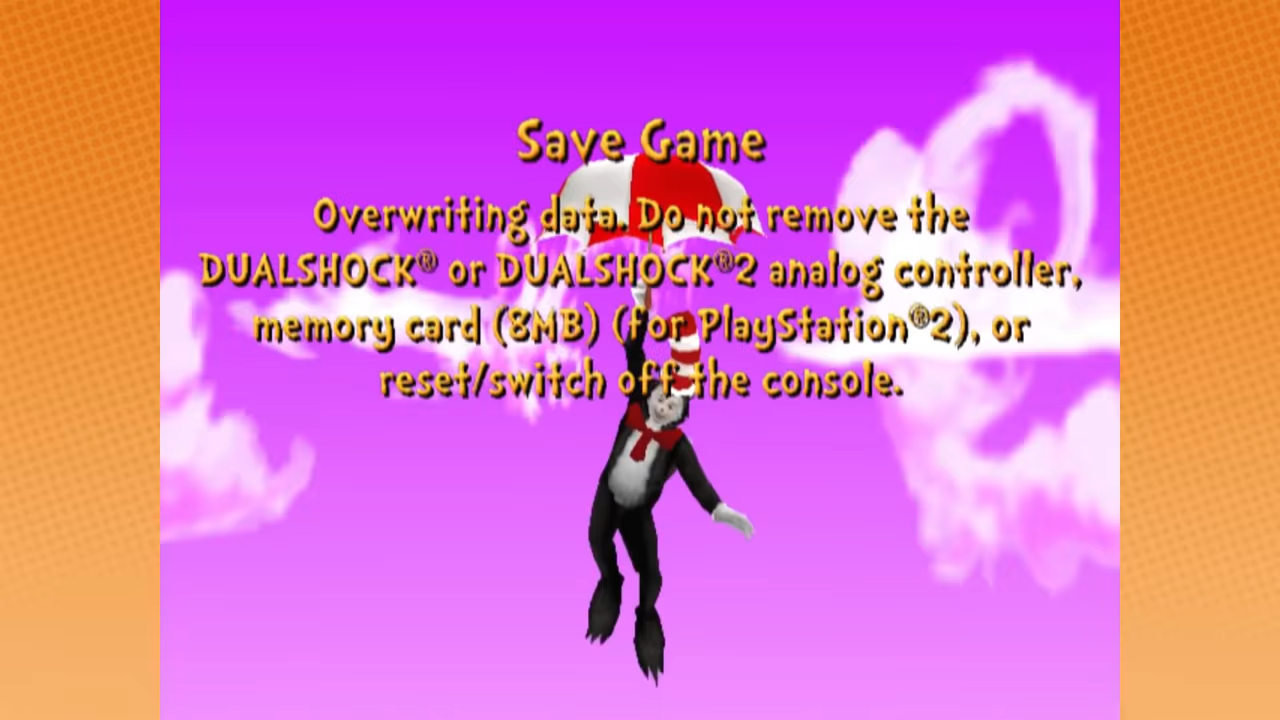 Save Game
Overwriting data. Do not remove the
DUALSHOCK® or DUALSHOCK®2 analog controller,
memory card (8MB) (for PlayStation®2), or
reset/switch off the console.